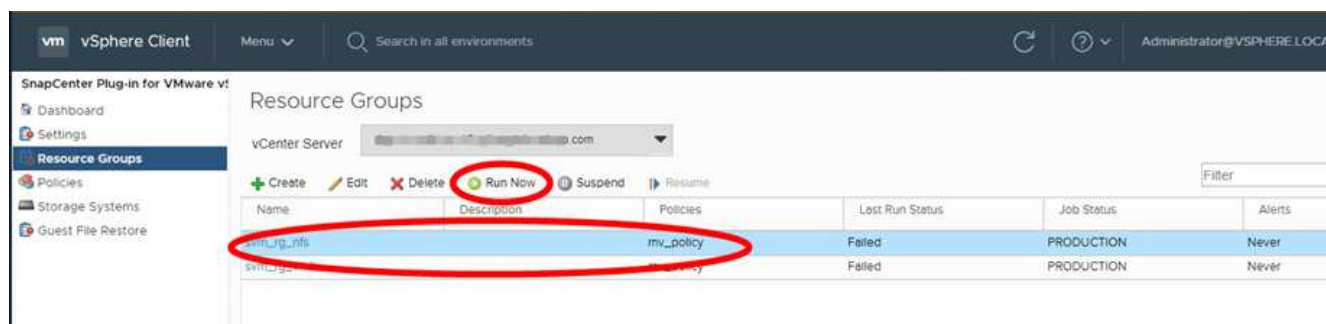 vm vSphere Client Menu Search in all environments Administrator@VSPHERE.LOCA
SnapCenter Plug-in for VMware vS
Dashboard
Settings
Resource Groups
Policies
Storage Systems
Guest File Restore
Resource Groups
vCenter Server .com
Create Edit Delete Run Now Suspend Resume
Filter
Name Description Policies Last Run Status Job Status Alerts
svm_rg_nfs mv_policy Failed PRODUCTION Never
Failed PRODUCTION Never